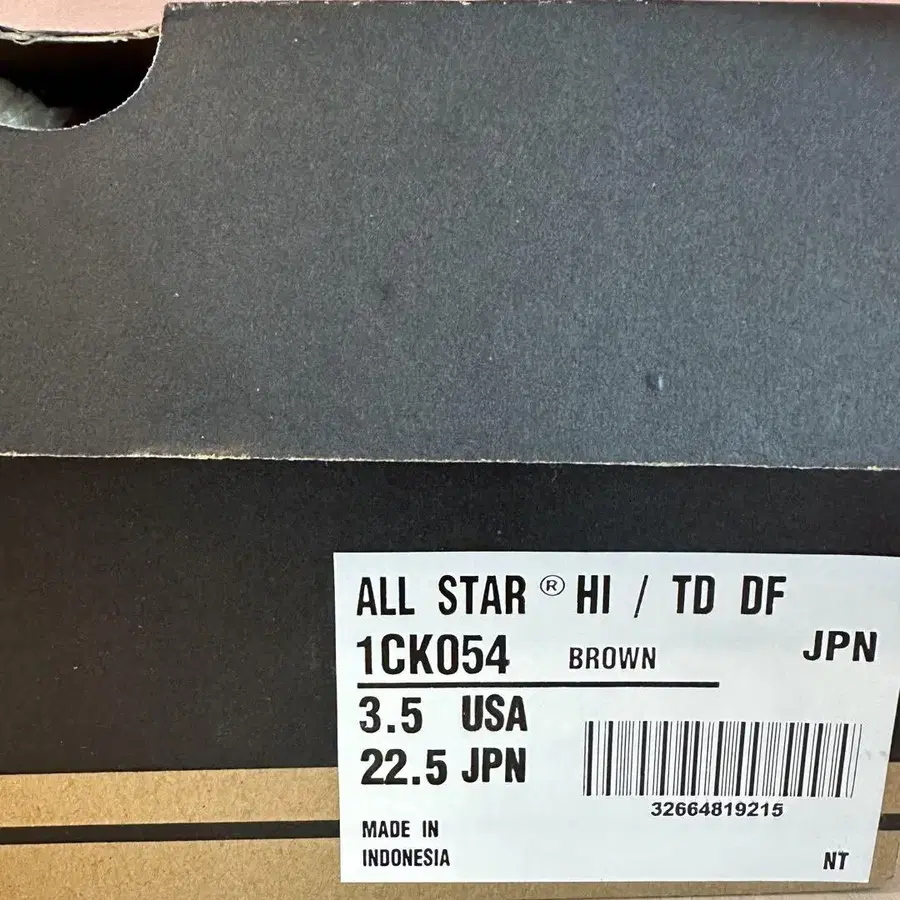 ALL STAR ® HI / TD DF
1CK054 BROWN JPN
3.5 USA
22.5 JPN
32664819215
MADE IN
INDONESIA
NT